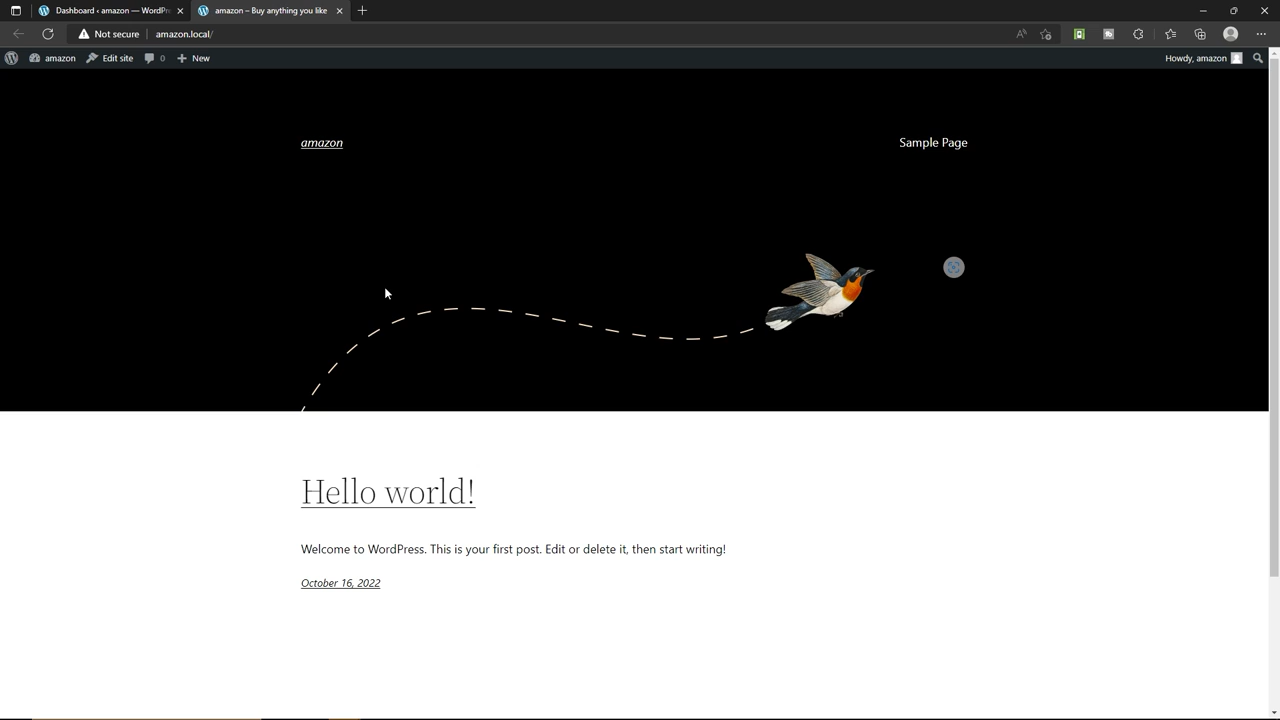 Dashboard ‹ amazon — WordPr
amazon – Buy anything you like
Not secure
amazon.local/
amazon
Edit site
0
New
Howdy, amazon
amazon
Sample Page
Hello world!
Welcome to WordPress. This is your first post. Edit or delete it, then start writing!
October 16, 2022